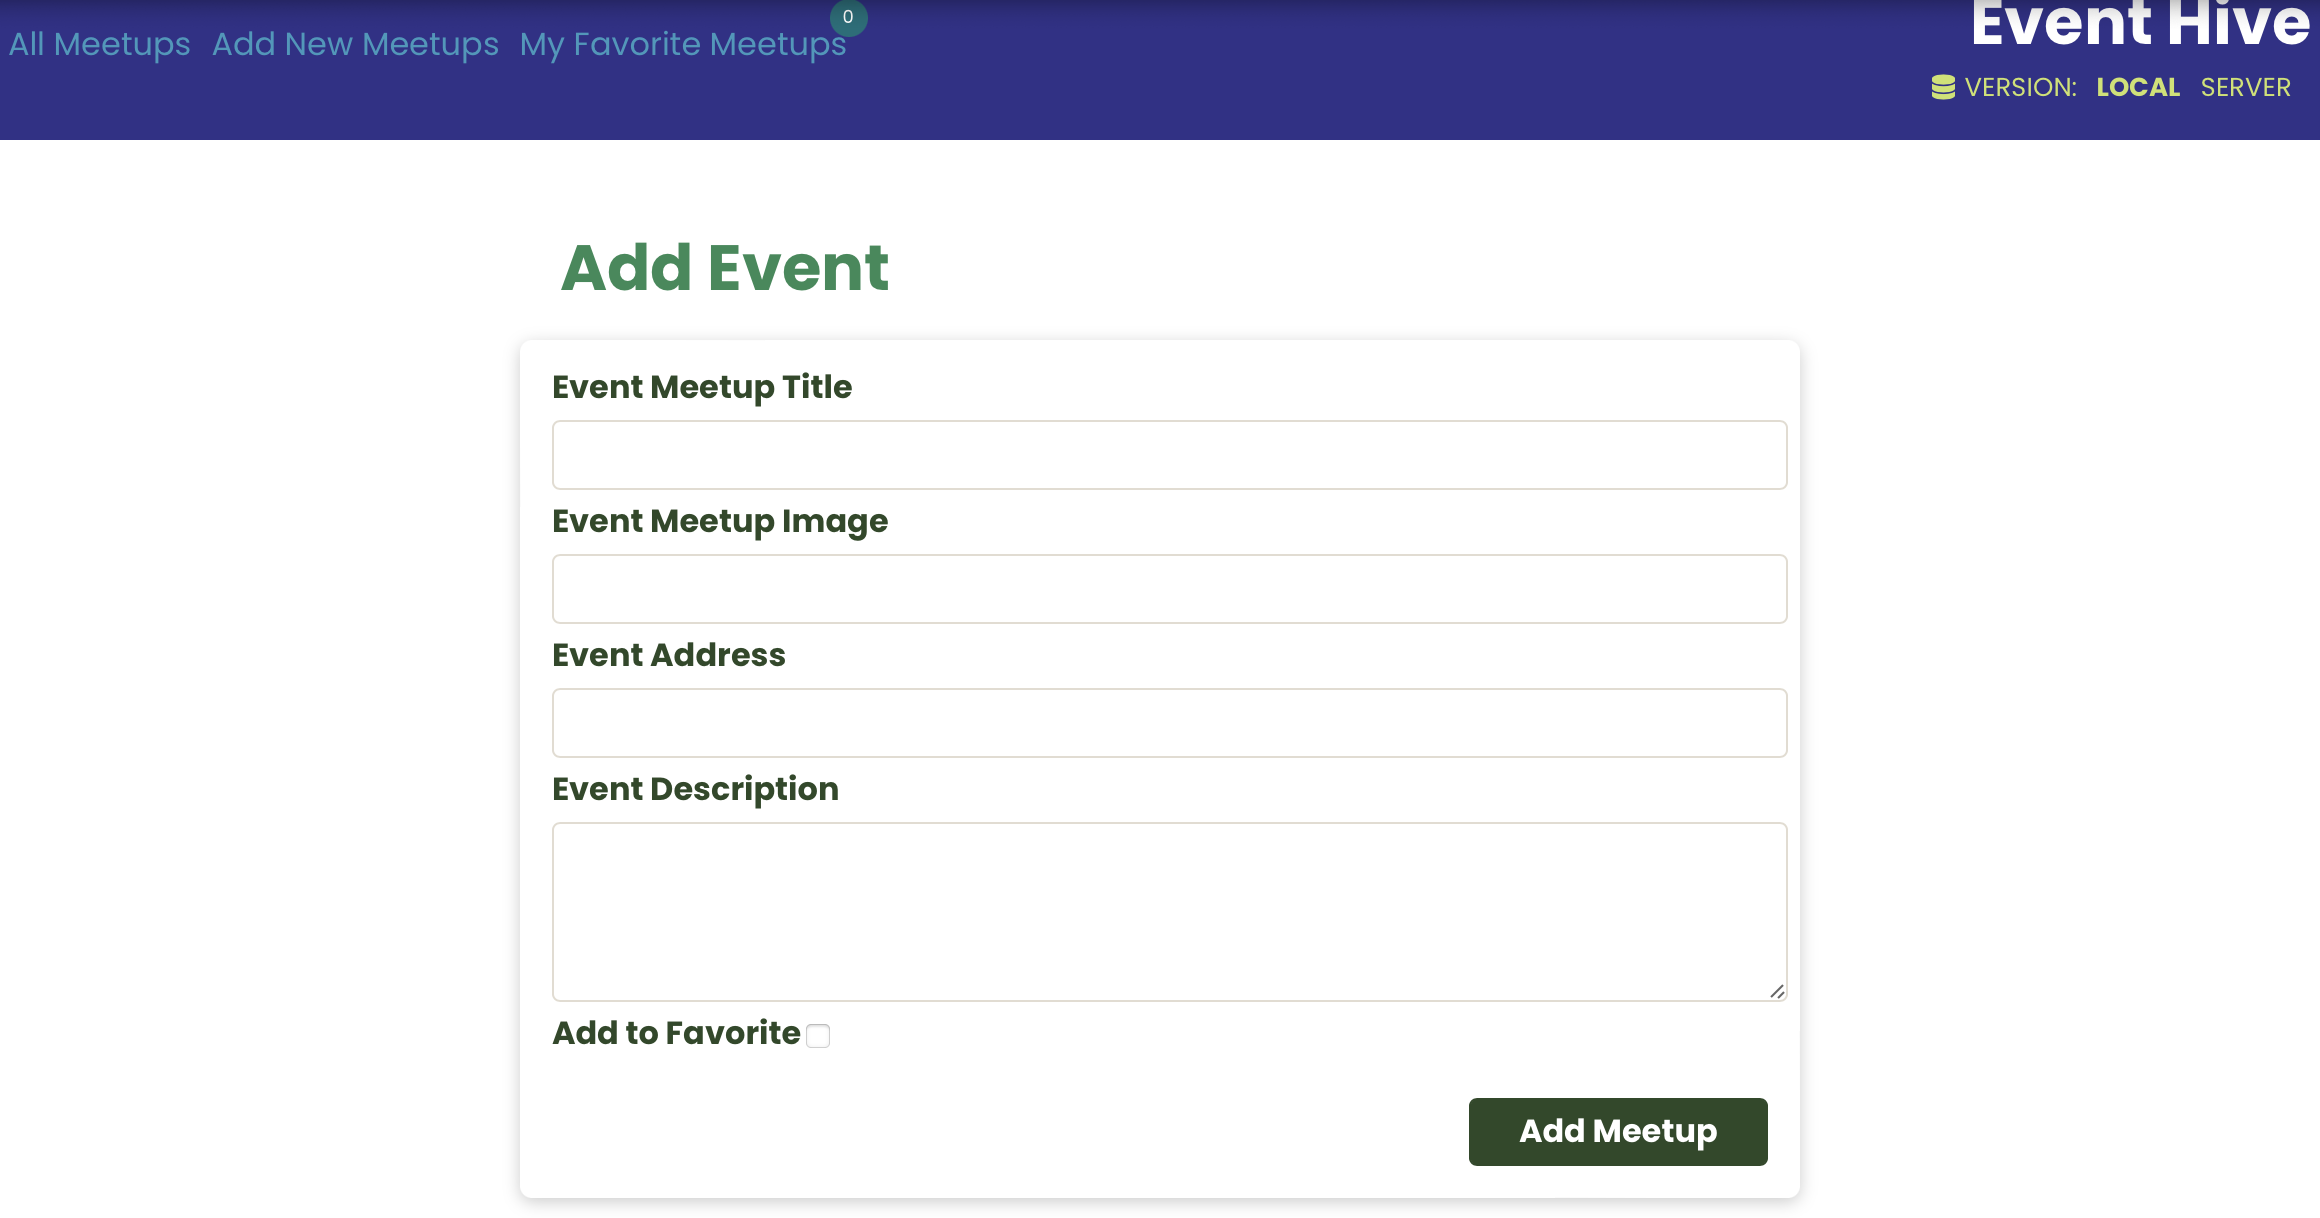 All Meetups Add New Meetups My Favorite Meetups 0
Event Hive
VERSION: LOCAL SERVER
Add Event
Event Meetup Title
Event Meetup Image
Event Address
Event Description
Add to Favorite
Add Meetup